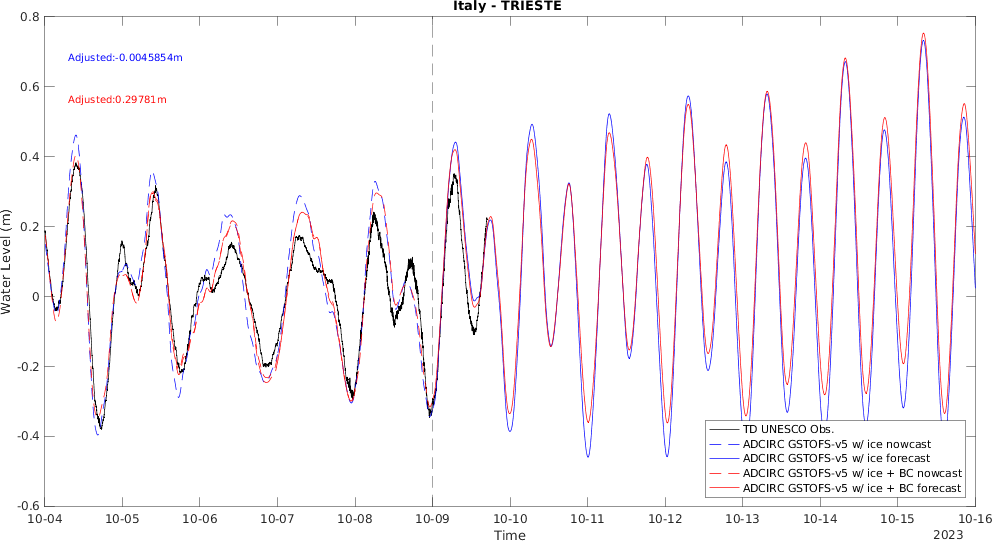 Italy - TRIESTE
Adjusted:-0.0045854m
Adjusted:0.29781m
Water Level (m)
0.8
0.6
0.4
0.2
0
-0.2
-0.4
-0.6
TD UNESCO Obs.
ADCIRC GSTOFS-v5 w/ ice nowcast
ADCIRC GSTOFS-v5 w/ ice forecast
ADCIRC GSTOFS-v5 w/ ice + BC nowcast
ADCIRC GSTOFS-v5 w/ ice + BC forecast
10-04 10-05 10-06 10-07 10-08 10-09 10-10 10-11 10-12 10-13 10-14 10-15 10-16
Time
2023